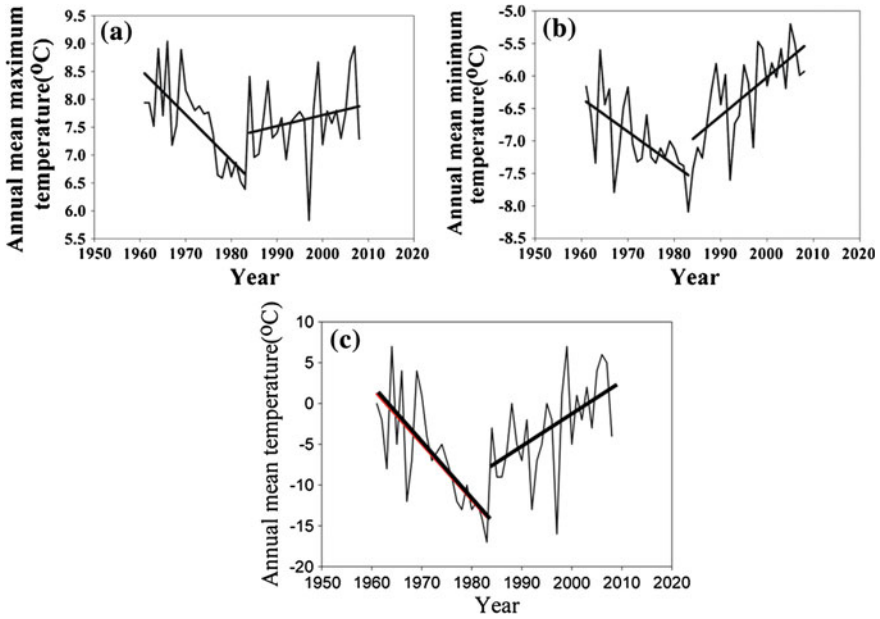 (a)
Annual mean maximum
temperature(⁰C)
9.5
9.0
8.5
8.0
7.5
7.0
6.5
6.0
5.5
1950 1960 1970 1980 1990 2000 2010 2020
Year
(b)
Annual mean minimum
temperature(⁰C)
-5.0
-5.5
-6.0
-6.5
-7.0
-7.5
-8.0
-8.5
1950 1960 1970 1980 1990 2000 2010 2020
Year
(c)
Annual mean temperature(⁰C)
10
5
0
-5
-10
-15
-20
1950 1960 1970 1980 1990 2000 2010 2020
Year